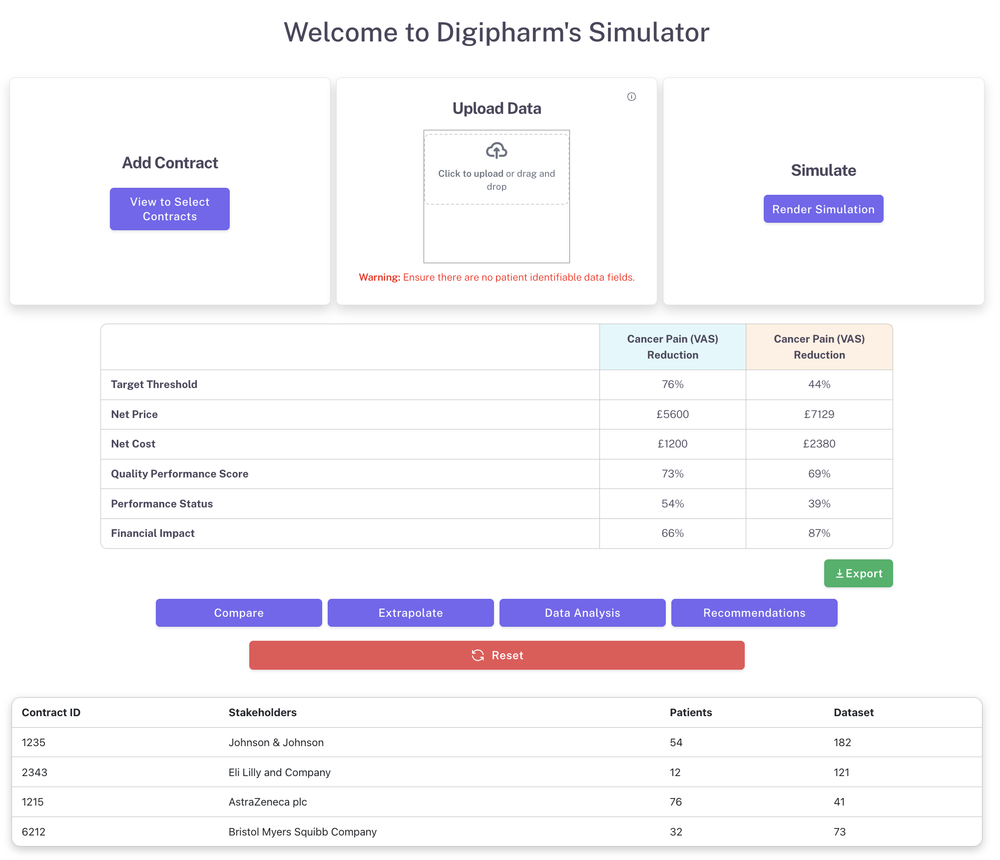 Welcome to Digipharm's Simulator
Add Contract
View to Select
Contracts
Upload Data
Click to upload or drag and
drop
Warning: Ensure there are no patient identifiable data fields.
Simulate
Render Simulation
Cancer Pain (VAS)
Reduction
Cancer Pain (VAS)
Reduction
Target Threshold 76% 44%
Net Price £5600 £7129
Net Cost £1200 £2380
Quality Performance Score 73% 69%
Performance Status 54% 39%
Financial Impact 66% 87%
Export
Compare Extrapolate Data Analysis Recommendations
Reset
Contract ID Stakeholders Patients Dataset
1235 Johnson & Johnson 54 182
2343 Eli Lilly and Company 12 121
1215 AstraZeneca plc 76 41
6212 Bristol Myers Squibb Company 32 73